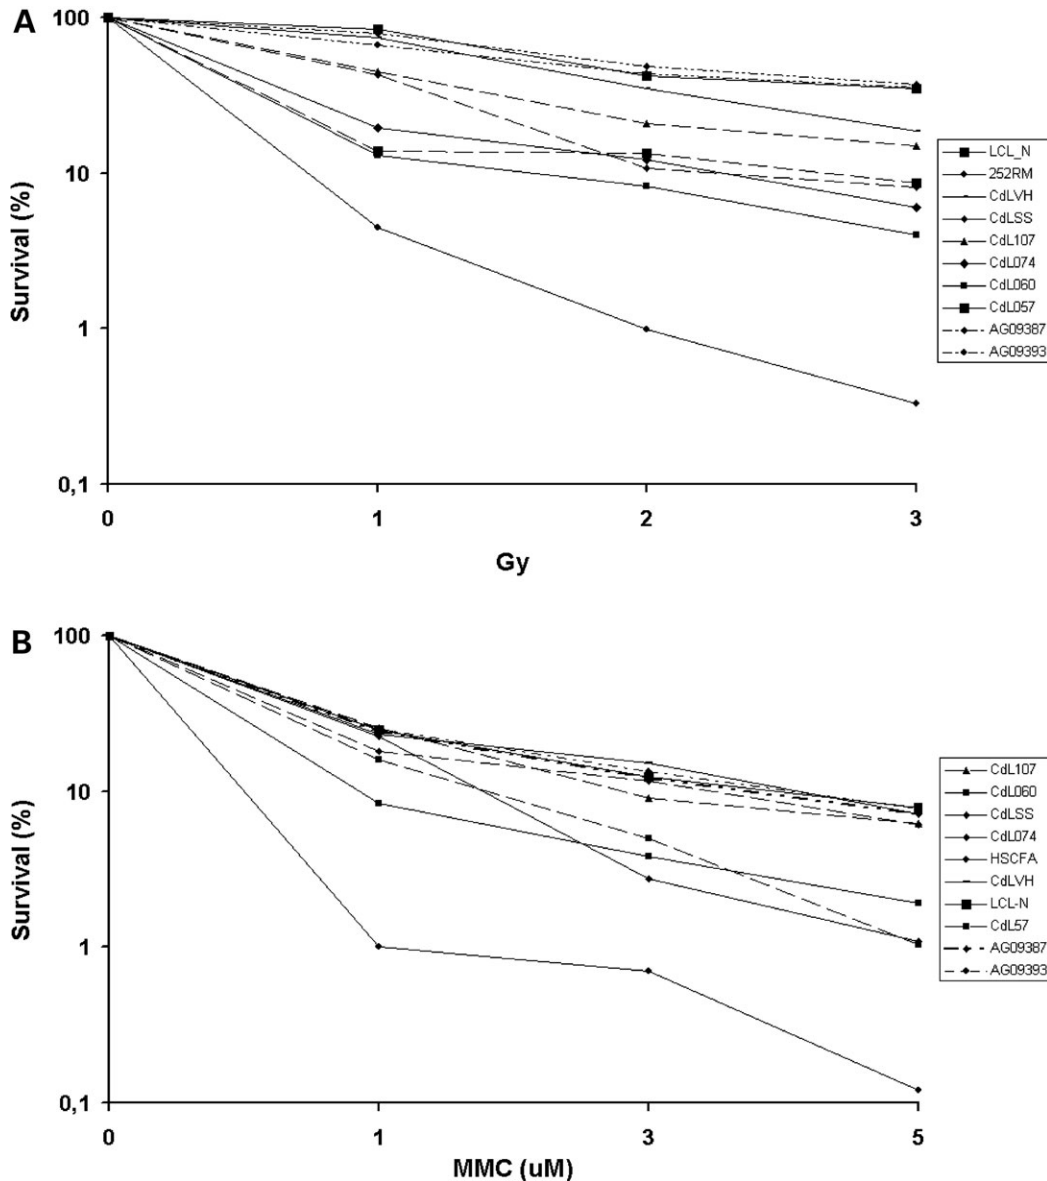 A
100
10
1
0,1
Survival (%)
0
1
2
3
Gy
LCL_N
252RM
CdLVH
CdLSS
CdL107
CdL074
CdL060
CdL057
AG09387
AG09393
B
100
10
1
0,1
Survival (%)
0
1
3
5
MMC (uM)
CdL107
CdL060
CdLSS
CdL074
HSCFA
CdLVH
LCL-N
CdL57
AG09387
AG09393